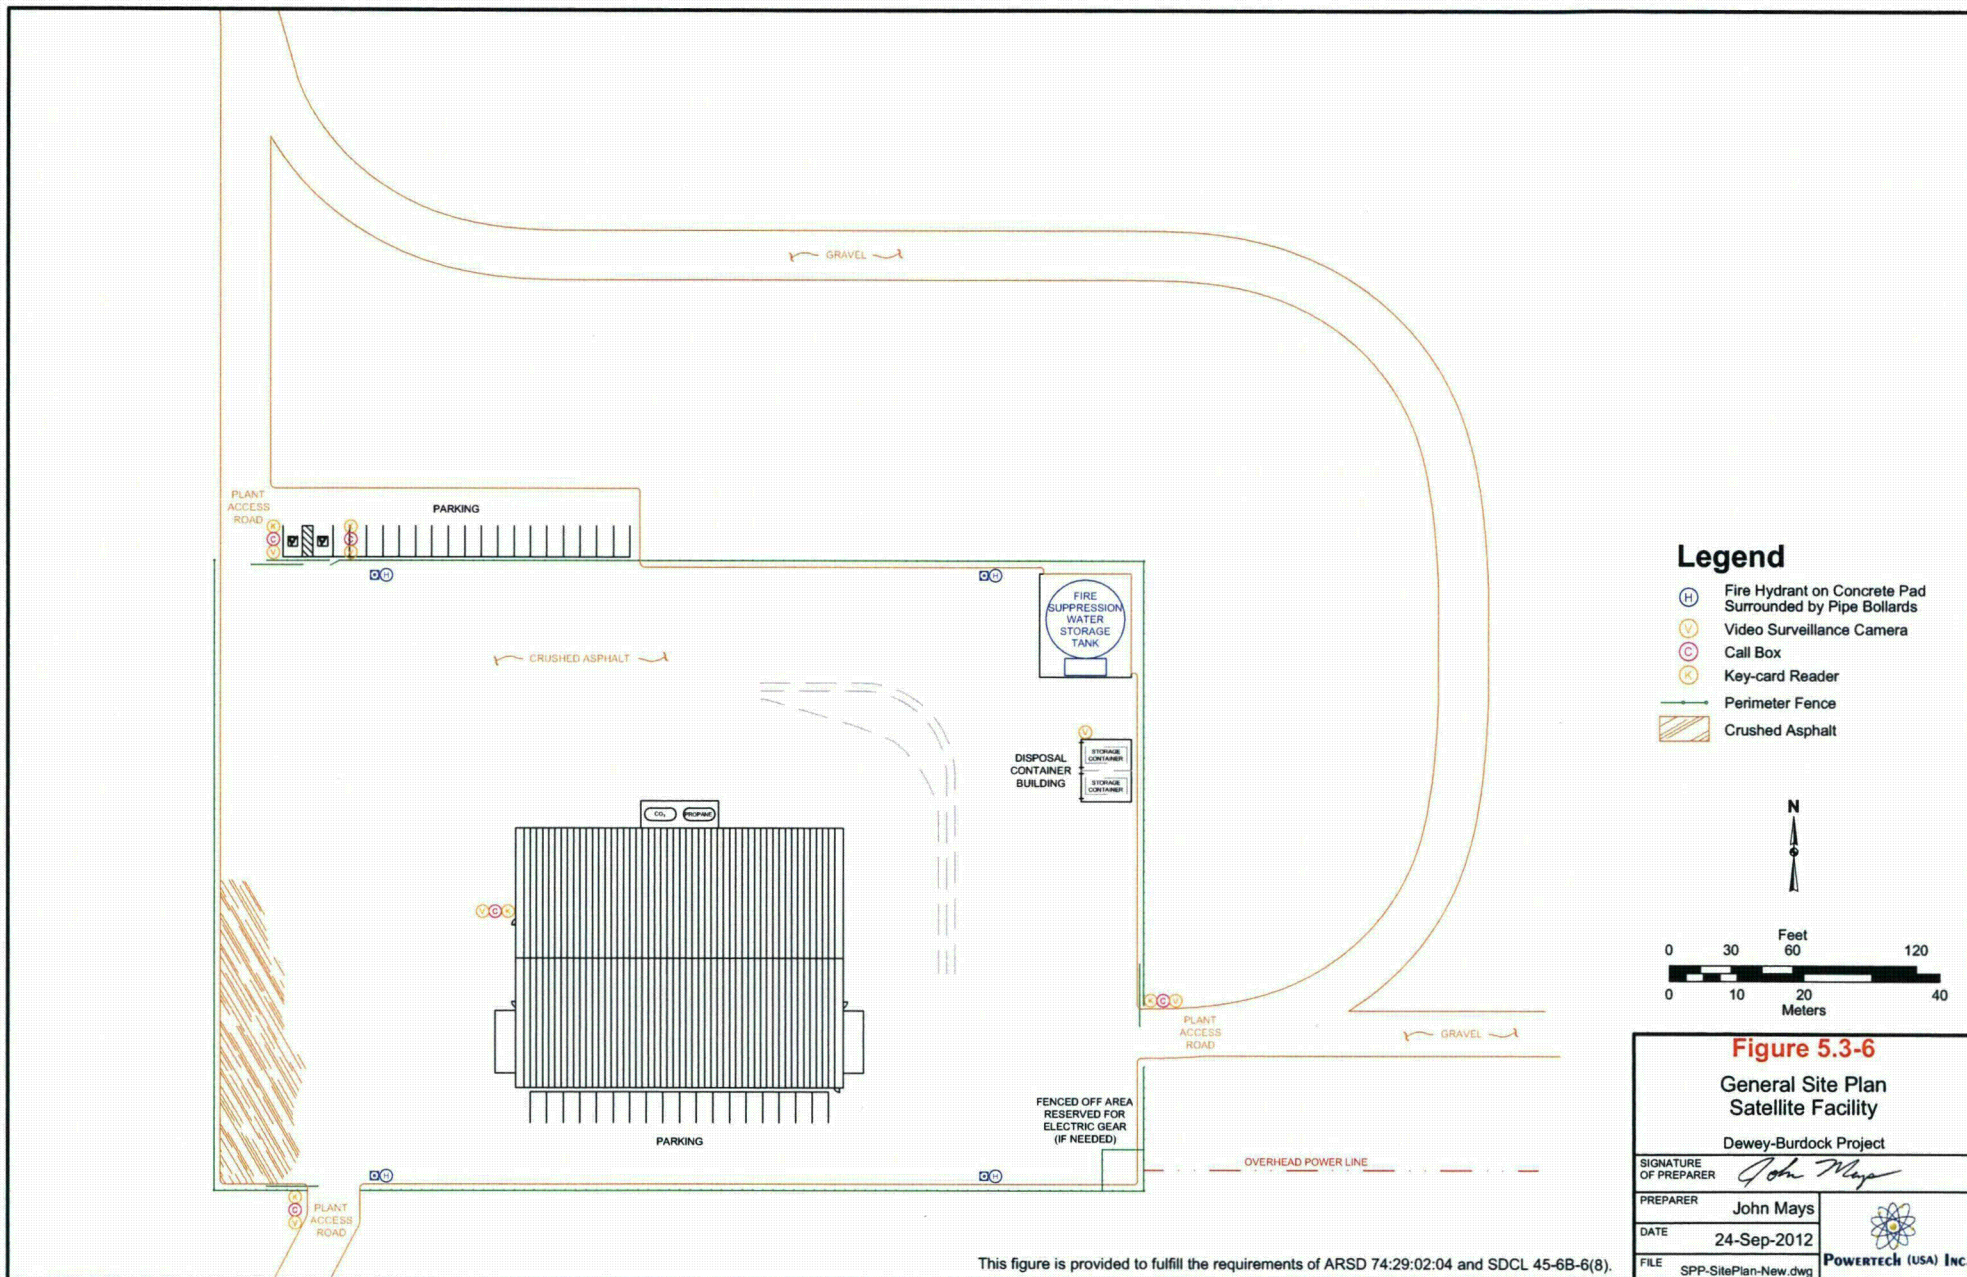 GRAVEL
PLANT
ACCESS
ROAD
PARKING
K
C
V
K
C
V
H
H
FIRE
SUPPRESSION
WATER
STORAGE
TANK
CRUSHED ASPHALT
V
DISPOSAL
CONTAINER
BUILDING
STORAGE
CONTAINER
STORAGE
CONTAINER
CO₂
PROPANE
V C K
K C V
PLANT
ACCESS
ROAD
GRAVEL
FENCED OFF AREA
RESERVED FOR
ELECTRIC GEAR
(IF NEEDED)
PARKING
OVERHEAD POWER LINE
H
H
K
C
V
PLANT
ACCESS
ROAD
This figure is provided to fulfill the requirements of ARSD 74:29:02:04 and SDCL 45-6B-6(8).
Legend
H Fire Hydrant on Concrete Pad
Surrounded by Pipe Bollards
V Video Surveillance Camera
C Call Box
K Key-card Reader
Perimeter Fence
Crushed Asphalt
N
Feet
0 30 60 120
0 10 20 40
Meters
Figure 5.3-6
General Site Plan
Satellite Facility
Dewey-Burdock Project
SIGNATURE
OF PREPARER John Mays
PREPARER John Mays
DATE 24-Sep-2012
FILE SPP-SitePlan-New.dwg
POWERTECH (USA) INC.